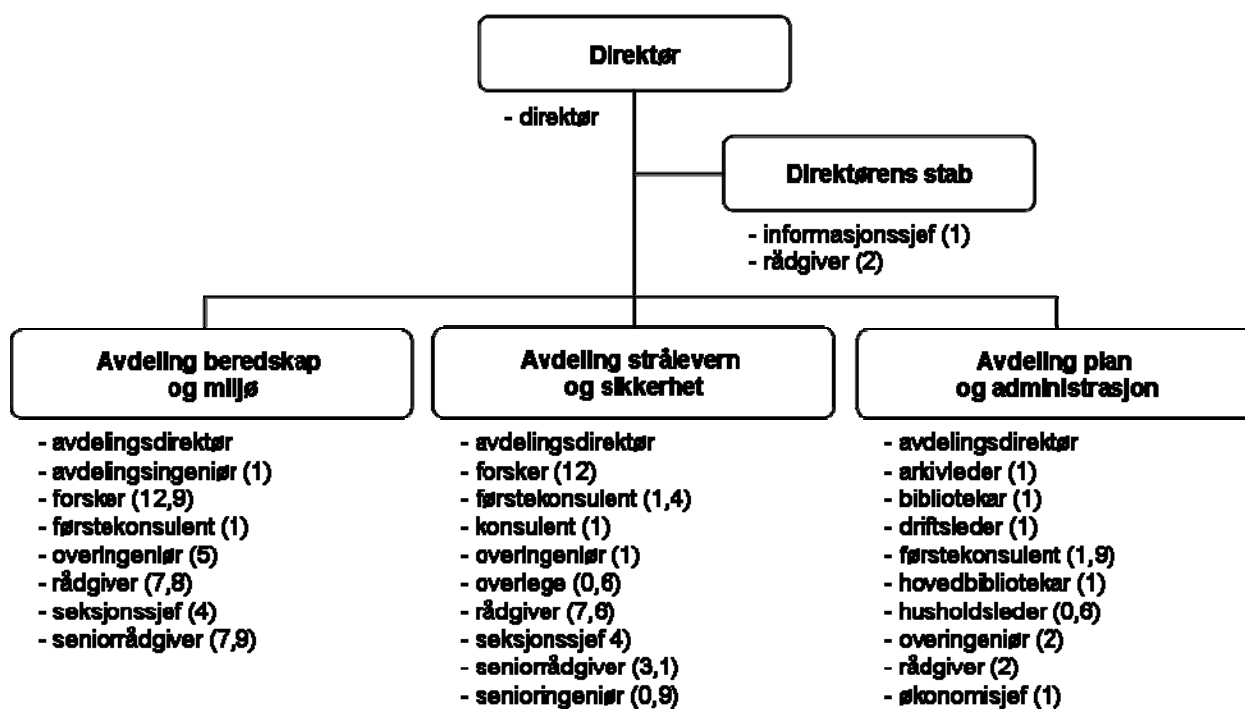 Direktør
- direktør
Direktørens stab
- informasjonssjef (1)
- rådgiver (2)
Avdeling beredskap
og miljø
- avdelingsdirektør
- avdelingsingeniør (1)
- forsker (12,9)
- førstekonsulent (1)
- overingeniør (5)
- rådgiver (7,8)
- seksjonssjef (4)
- seniorrådgiver (7,9)
Avdeling strålevern
og sikkerhet
- avdelingsdirektør
- forsker (12)
- førstekonsulent (1,4)
- konsulent (1)
- overingeniør (1)
- overlege (0,6)
- rådgiver (7,6)
- seksjonssjef 4)
- seniorrådgiver (3,1)
- senioringeniør (0,9)
Avdeling plan
og administrasjon
- avdelingsdirektør
- arkivleder (1)
- bibliotekar (1)
- driftsleder (1)
- førstekonsulent (1,9)
- hovedbibliotekar (1)
- husholdsleder (0,6)
- overingeniør (2)
- rådgiver (2)
- økonomisjef (1)